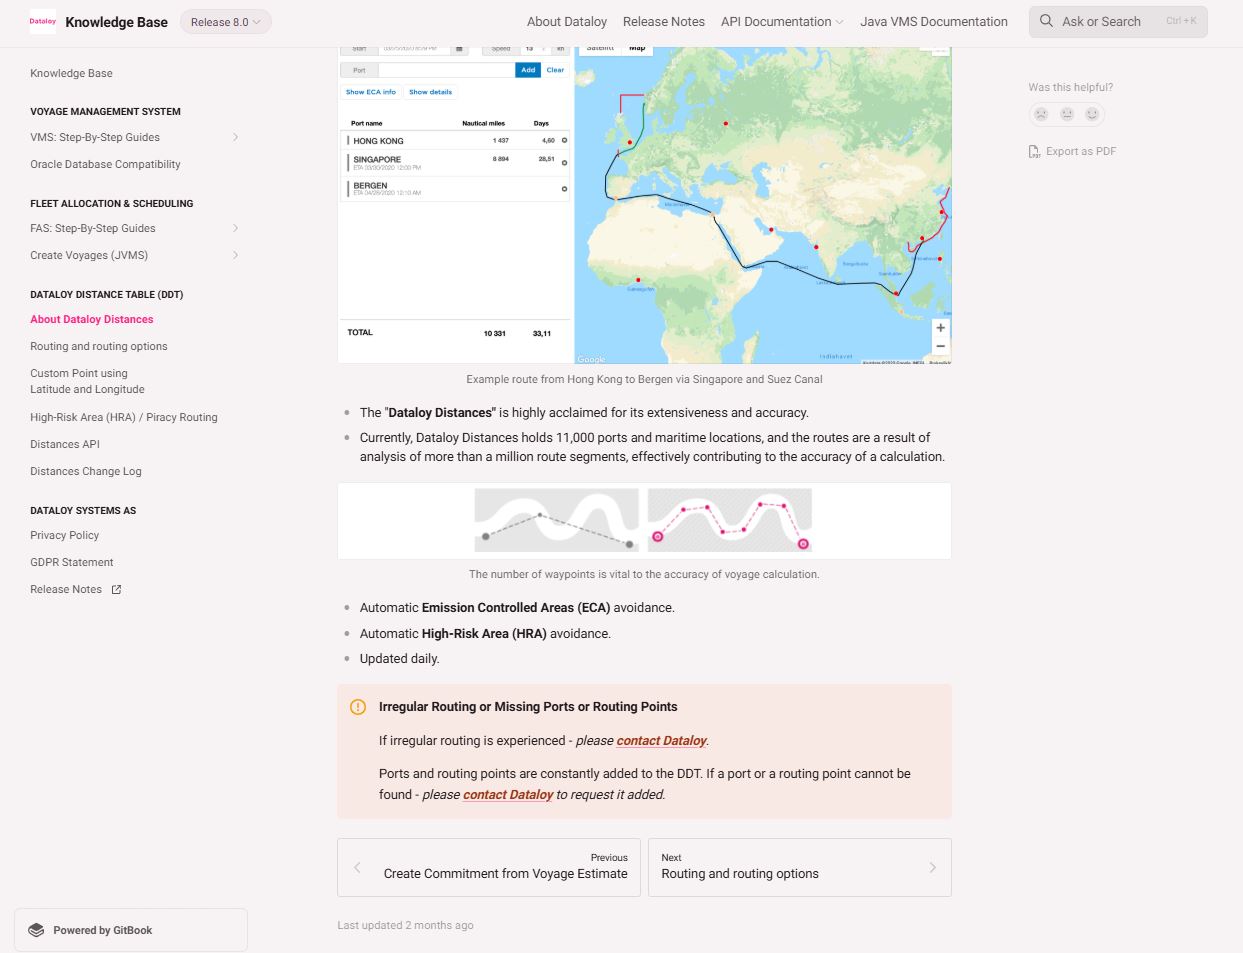 Dataloy
Knowledge Base
Release 8.0
About Dataloy
Release Notes
API Documentation
Java VMS Documentation
Ask or Search
Ctrl + K
Knowledge Base
VOYAGE MANAGEMENT SYSTEM
VMS: Step-By-Step Guides
Oracle Database Compatibility
FLEET ALLOCATION & SCHEDULING
FAS: Step-By-Step Guides
Create Voyages (JVMS)
DATALOY DISTANCE TABLE (DDT)
About Dataloy Distances
Routing and routing options
Custom Point using
Latitude and Longitude
High-Risk Area (HRA) / Piracy Routing
Distances API
Distances Change Log
DATALOY SYSTEMS AS
Privacy Policy
GDPR Statement
Release Notes
Powered by GitBook
Start
Speed
13
kn
Satellitt
Map
Port
Add
Clear
Show ECA info
Show details
Port name
Nautical miles
Days
HONG KONG
1 437
4,60
SINGAPORE
8 894
28,51
ETA 03/30/2020 12:00 PM
BERGEN
ETA 04/28/2020 12:10 AM
TOTAL
10 331
33,11
Google
Indiahavet
Example route from Hong Kong to Bergen via Singapore and Suez Canal
The "Dataloy Distances" is highly acclaimed for its extensiveness and accuracy.
Currently, Dataloy Distances holds 11,000 ports and maritime locations, and the routes are a result of
analysis of more than a million route segments, effectively contributing to the accuracy of a calculation.
The number of waypoints is vital to the accuracy of voyage calculation.
Automatic Emission Controlled Areas (ECA) avoidance.
Automatic High-Risk Area (HRA) avoidance.
Updated daily.
Irregular Routing or Missing Ports or Routing Points
If irregular routing is experienced - please contact Dataloy.
Ports and routing points are constantly added to the DDT. If a port or a routing point cannot be
found - please contact Dataloy to request it added.
Previous
Create Commitment from Voyage Estimate
Next
Routing and routing options
Last updated 2 months ago
Was this helpful?
Export as PDF